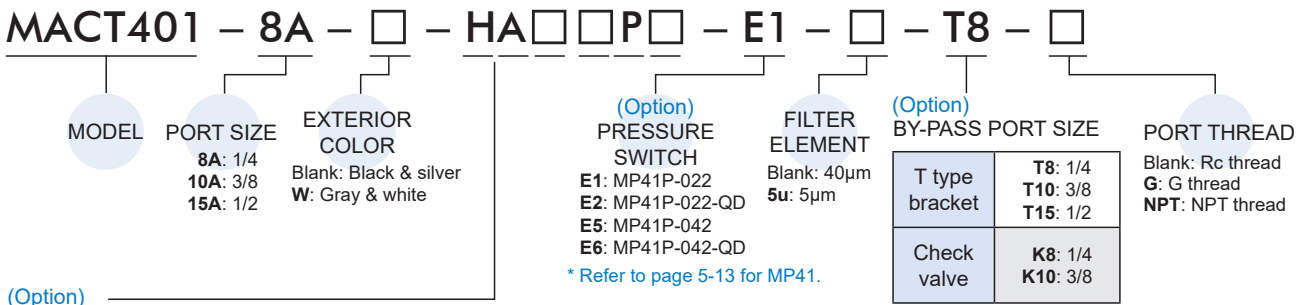 MACT401 – 8A – □ – HA□□P□ – E1 – □ – T8 – □
MODEL
PORT SIZE
8A: 1/4
10A: 3/8
15A: 1/2
EXTERIOR
COLOR
Blank: Black & silver
W: Gray & white
(Option)
PRESSURE
SWITCH
E1: MP41P-022
E2: MP41P-022-QD
E5: MP41P-042
E6: MP41P-042-QD
* Refer to page 5-13 for MP41.
FILTER
ELEMENT
Blank: 40μm
5u: 5μm
(Option)
BY-PASS PORT SIZE
T type
bracket
T8: 1/4
T10: 3/8
T15: 1/2
Check
valve
K8: 1/4
K10: 3/8
PORT THREAD
Blank: Rc thread
G: G thread
NPT: NPT thread
(Option)